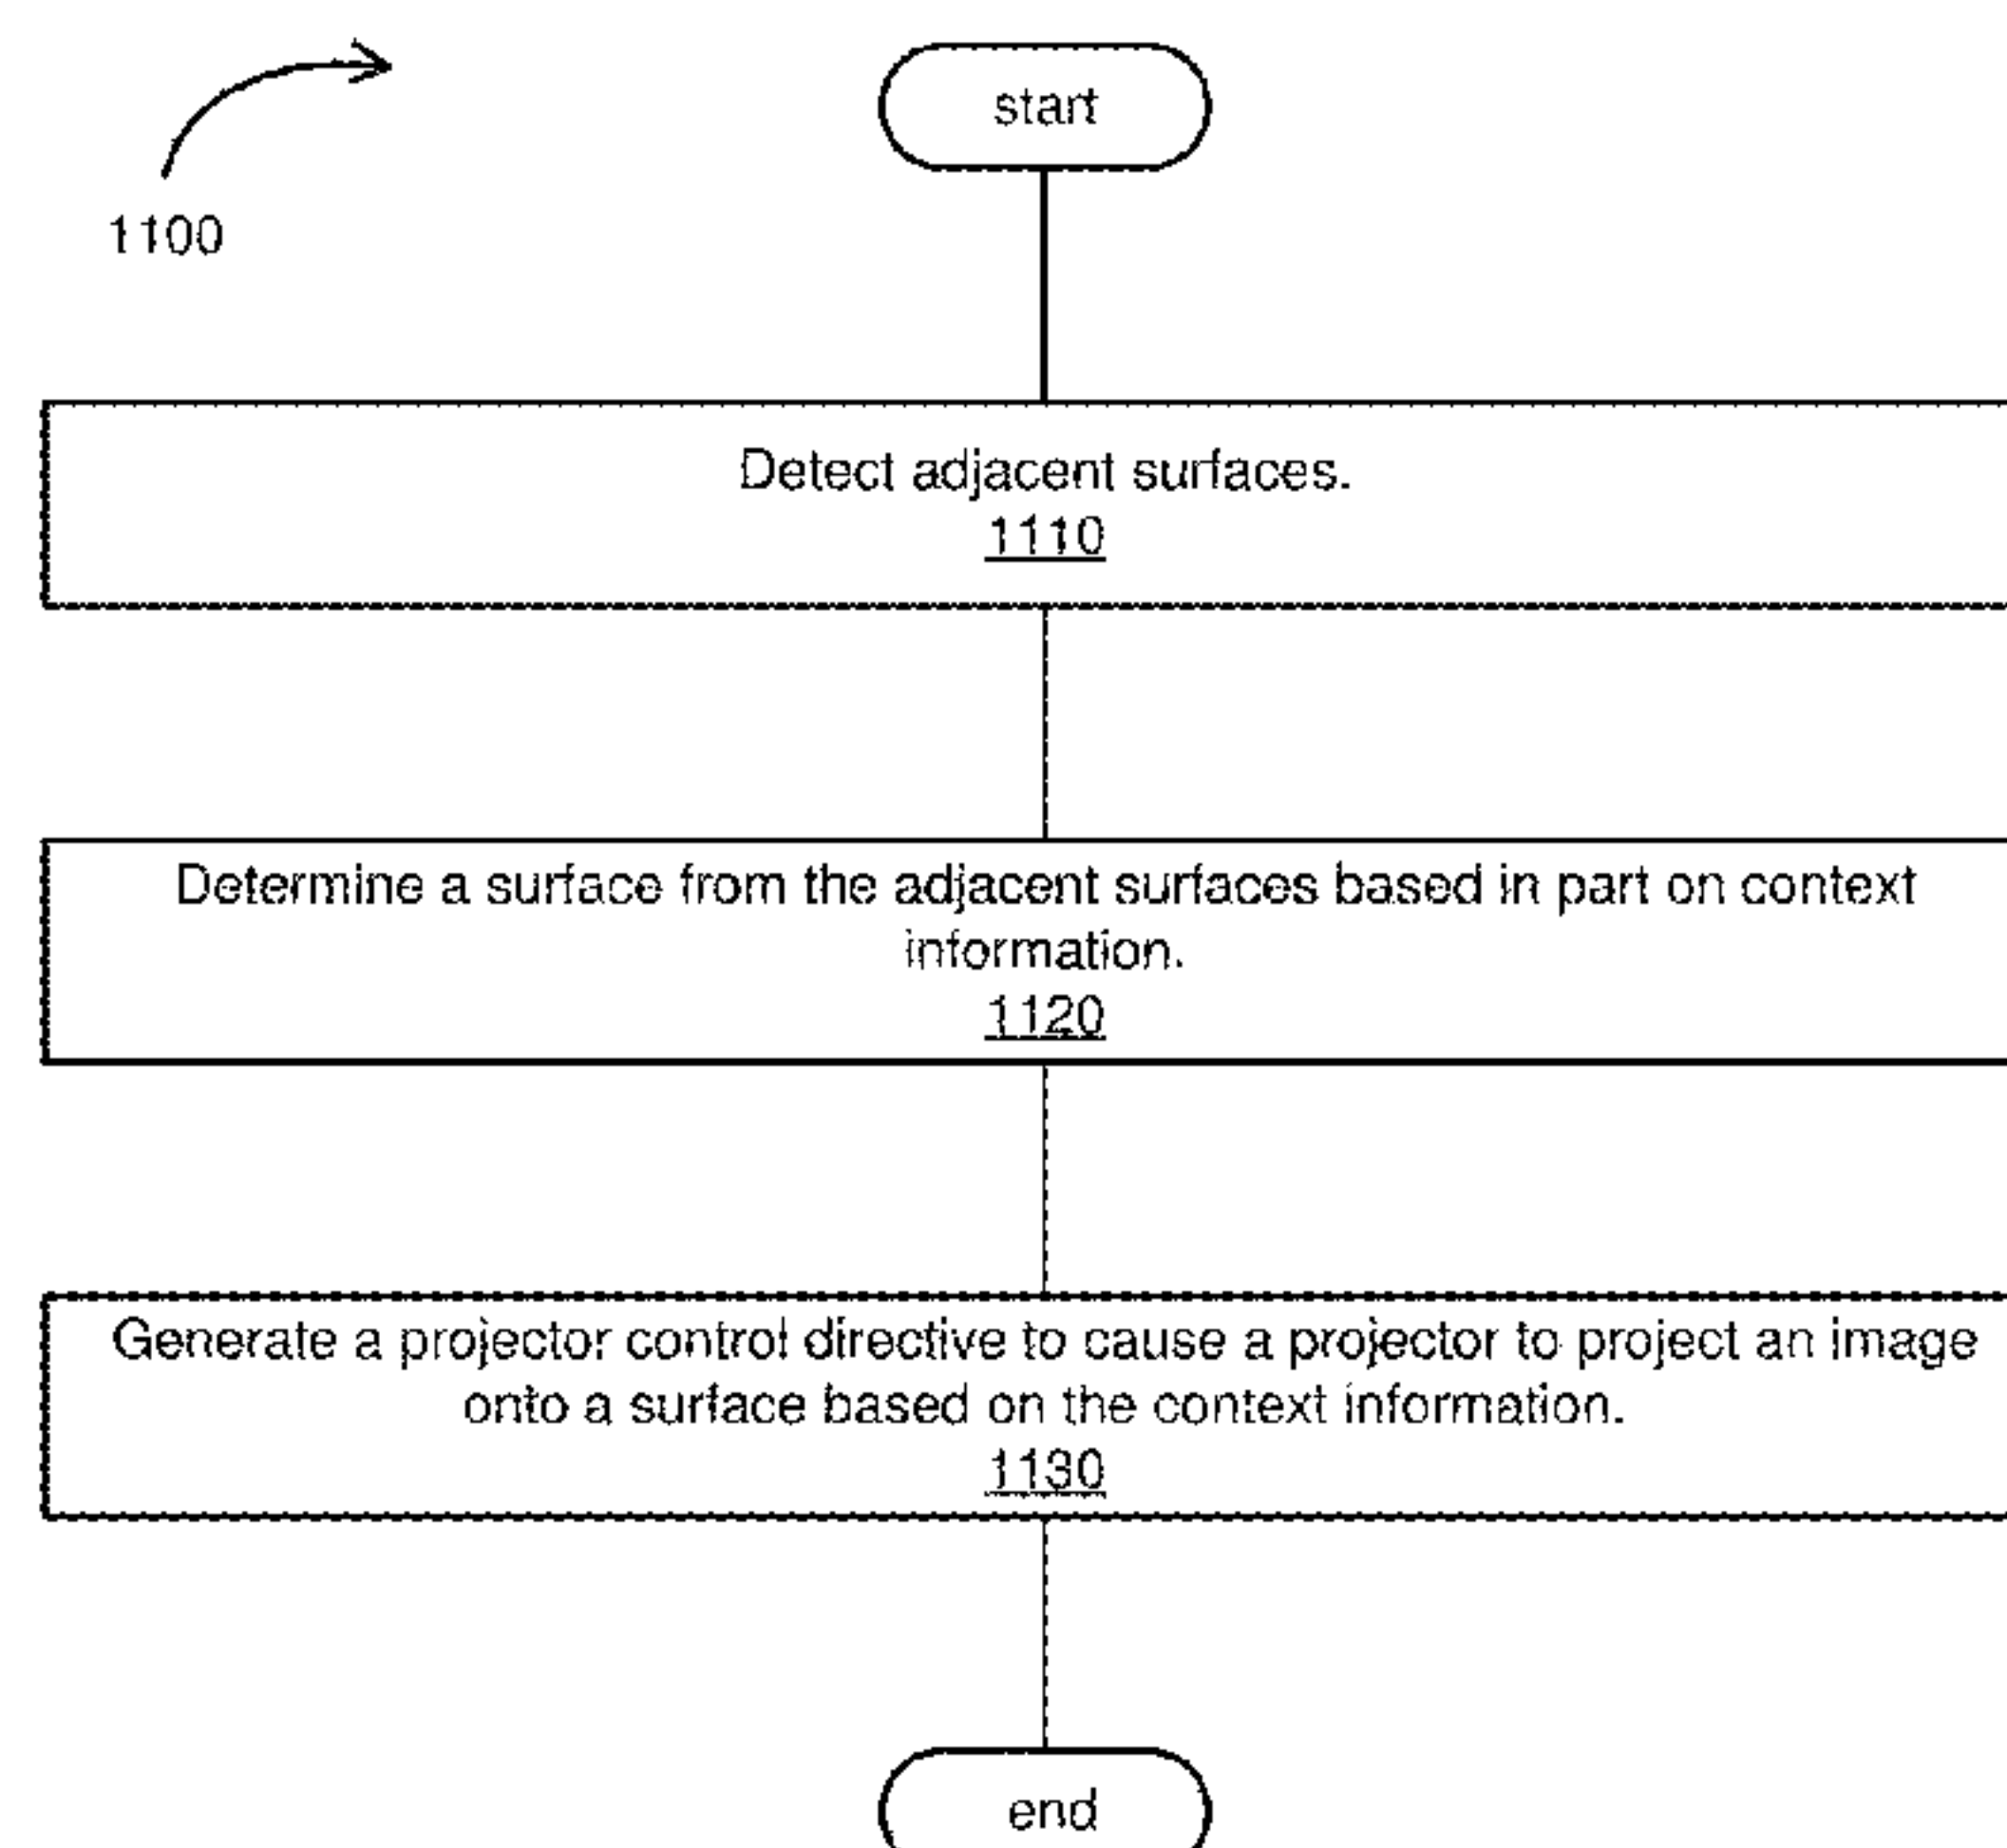 start
1100
Detect adjacent surfaces.
1110
Determine a surface from the adjacent surfaces based in part on context
information.
1120
Generate a projector control directive to cause a projector to project an image
onto a surface based on the context information.
1130
end